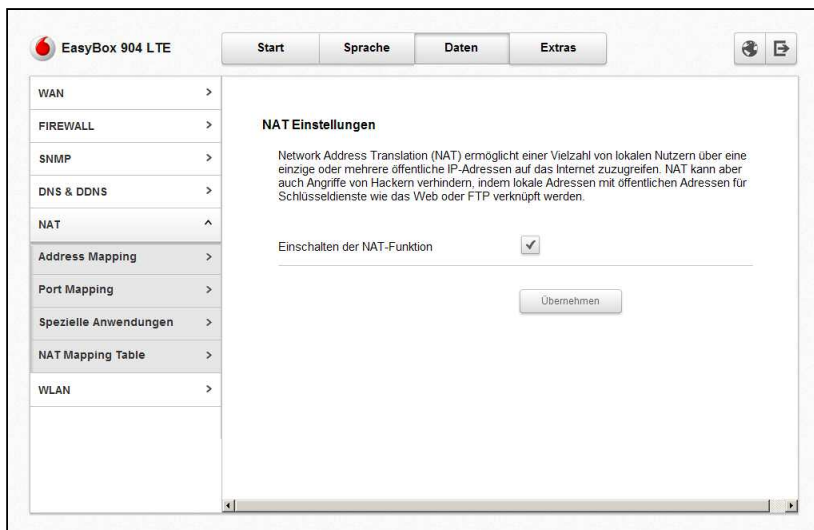 EasyBox 904 LTE
Start
Sprache
Daten
Extras
WAN
FIREWALL
SNMP
DNS & DDNS
NAT
Address Mapping
Port Mapping
Spezielle Anwendungen
NAT Mapping Table
WLAN
NAT Einstellungen
Network Address Translation (NAT) ermöglicht einer Vielzahl von lokalen Nutzern über eine
einzige oder mehrere öffentliche IP-Adressen auf das Internet zuzugreifen. NAT kann aber
auch Angriffe von Hackern verhindern, indem lokale Adressen mit öffentlichen Adressen für
Schlüsseldienste wie das Web oder FTP verknüpft werden.
Einschalten der NAT-Funktion
Übernehmen